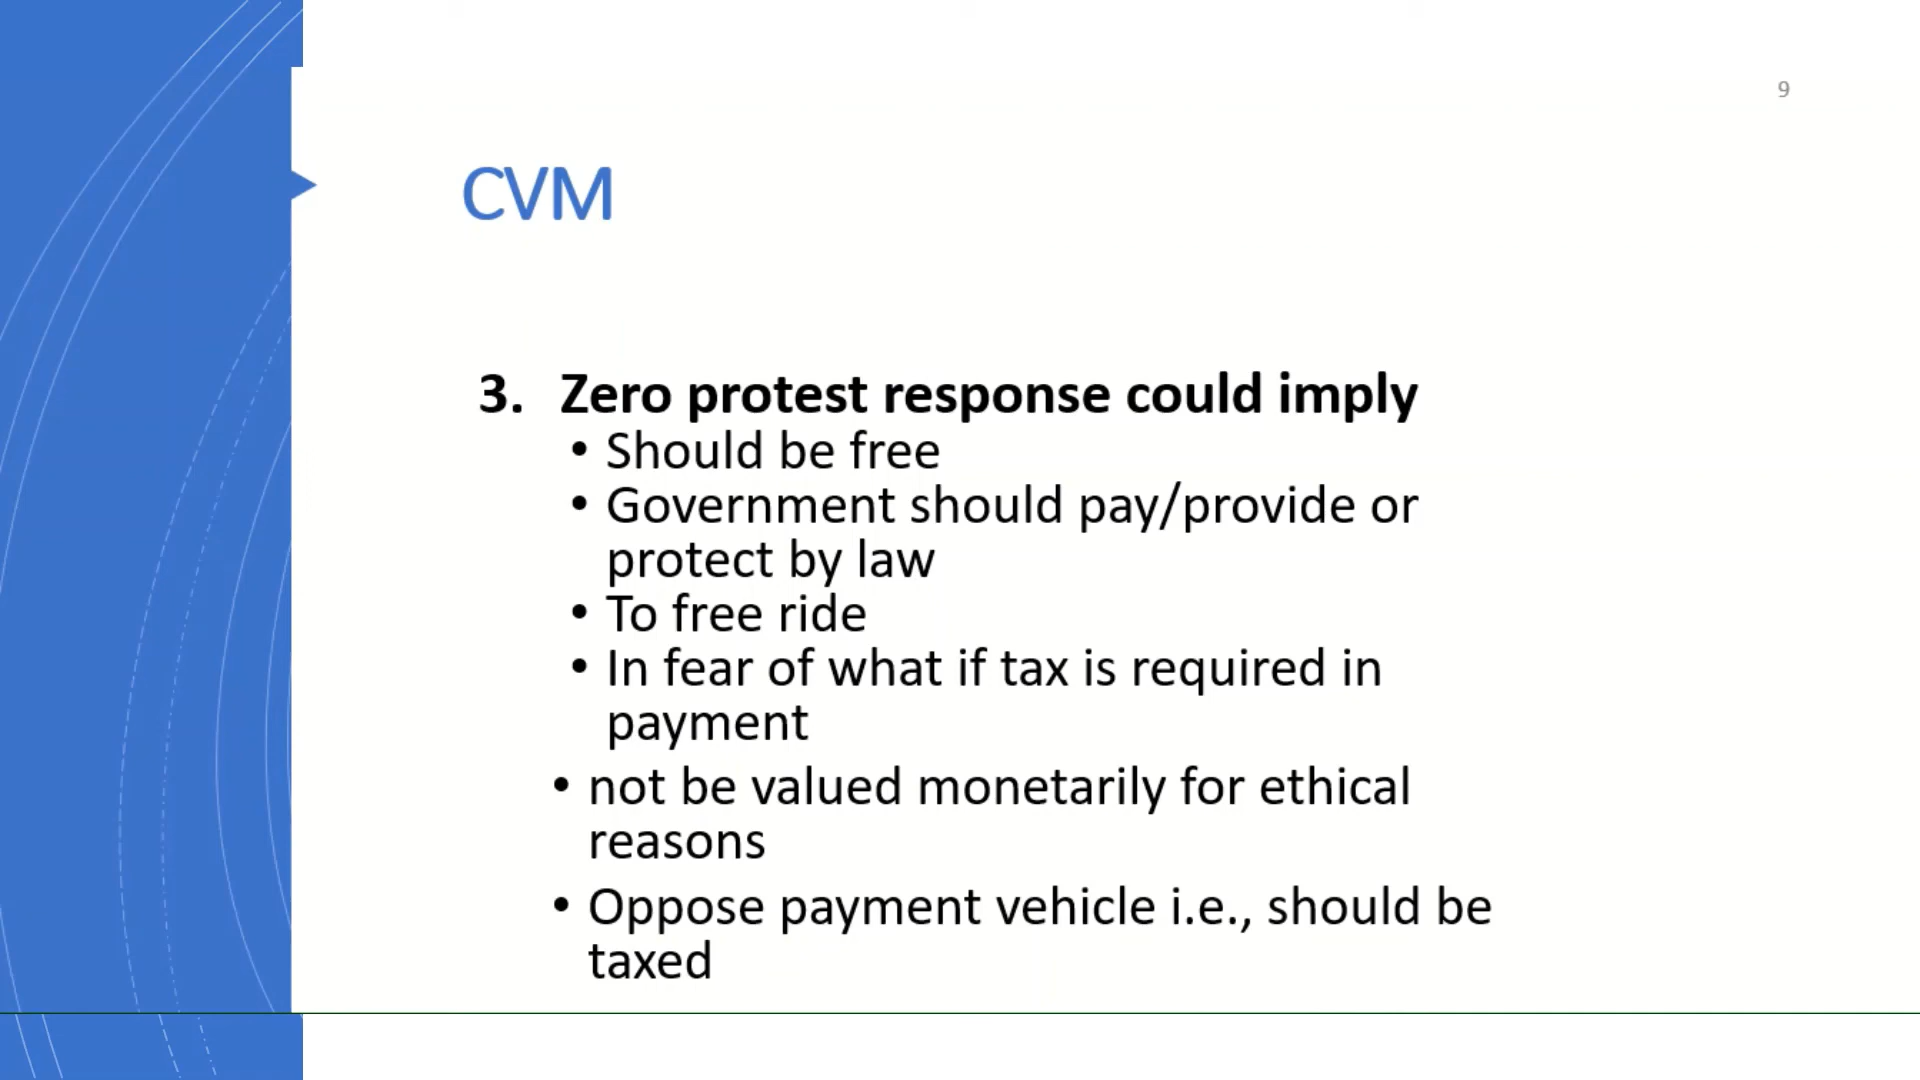 9
CVM
3. Zero protest response could imply
• Should be free
• Government should pay/provide or
protect by law
• To free ride
• In fear of what if tax is required in
payment
• not be valued monetarily for ethical
reasons
• Oppose payment vehicle i.e., should be
taxed